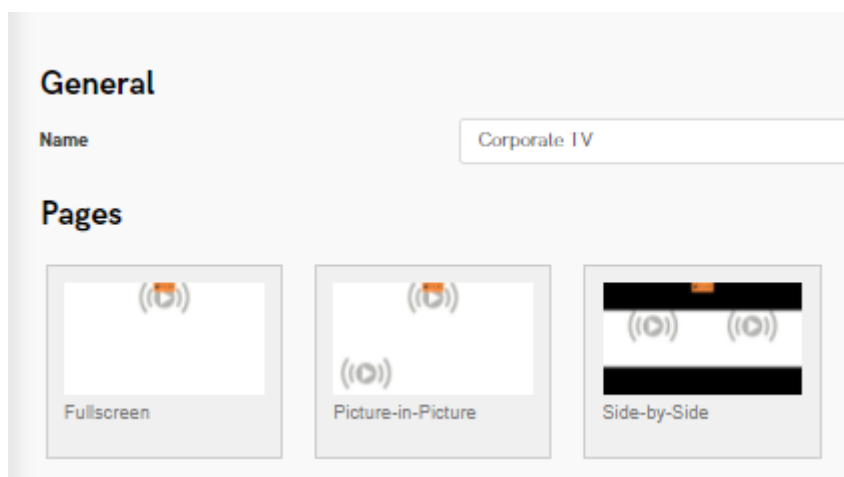 General
Name
Corporate TV
Pages
Fullscreen
Picture-in-Picture
Side-by-Side